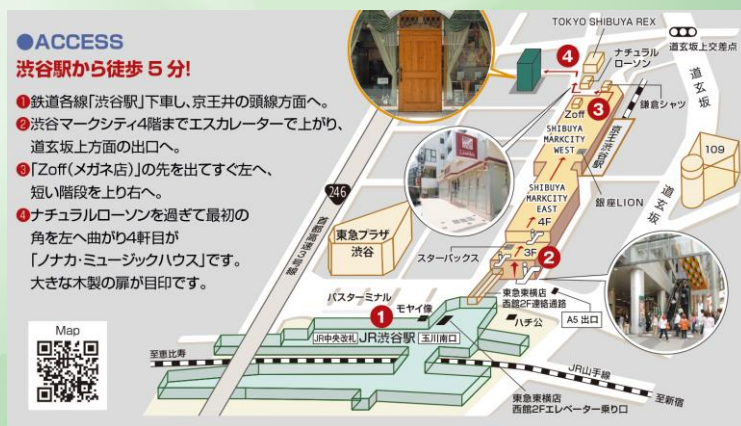 ●ACCESS
渋谷駅から徒歩5分!
❶鉄道各線「渋谷駅」下車し、京王井の頭線方面へ。
❷渋谷マークシティ4階までエスカレーターで上がり、
道玄坂上方面の出口へ。
❸「Zoff(メガネ店)」の先を出てすぐ左へ、
短い階段を上り右へ。
❹ナチュラルローソンを過ぎて最初の
角を左へ曲がり4軒目が
「ノナカ・ミュージックハウス」です。
大きな木製の扉が目印です。
Map
TOKYO SHIBUYA REX
道玄坂上交差点
❹
ナチュラル
ローソン
❸
鎌倉シャツ
道玄坂
Zoff
SHIBUYA
MARKCITY
WEST
京王渋谷駅
109
246
首都高速3号線
SHIBUYA
MARKCITY
EAST
銀座LION
道玄坂
4F
東急プラザ
渋谷
スターバックス
3F
❷
バスターミナル
モヤイ像
東急東横店
西館2F連絡通路
❶
ハチ公
A5 出口
JR中央改札
JR渋谷駅
玉川南口
至恵比寿
JR山手線
至新宿
東急東横店
西館2Fエレベーター乗り口